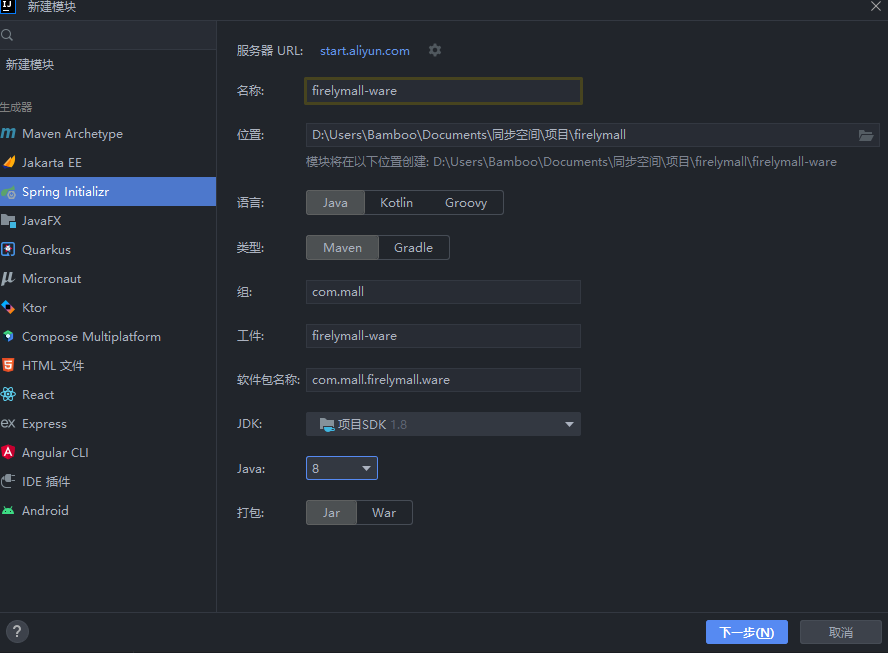 新建模块
新建模块
生成器
Maven Archetype
Jakarta EE
Spring Initializr
JavaFX
Quarkus
Micronaut
Ktor
Compose Multiplatform
HTML 文件
React
Express
Angular CLI
IDE 插件
Android
服务器 URL: start.aliyun.com
名称: firelymall-ware
位置: D:\Users\Bamboo\Documents\同步空间\项目\firelymall
模块将在以下位置创建: D:\Users\Bamboo\Documents\同步空间\项目\firelymall\firelymall-ware
语言: Java Kotlin Groovy
类型: Maven Gradle
组: com.mall
工件: firelymall-ware
软件包名称: com.mall.firelymall.ware
JDK: 项目SDK 1.8
Java: 8
打包: Jar War
? 下一步(N) 取消